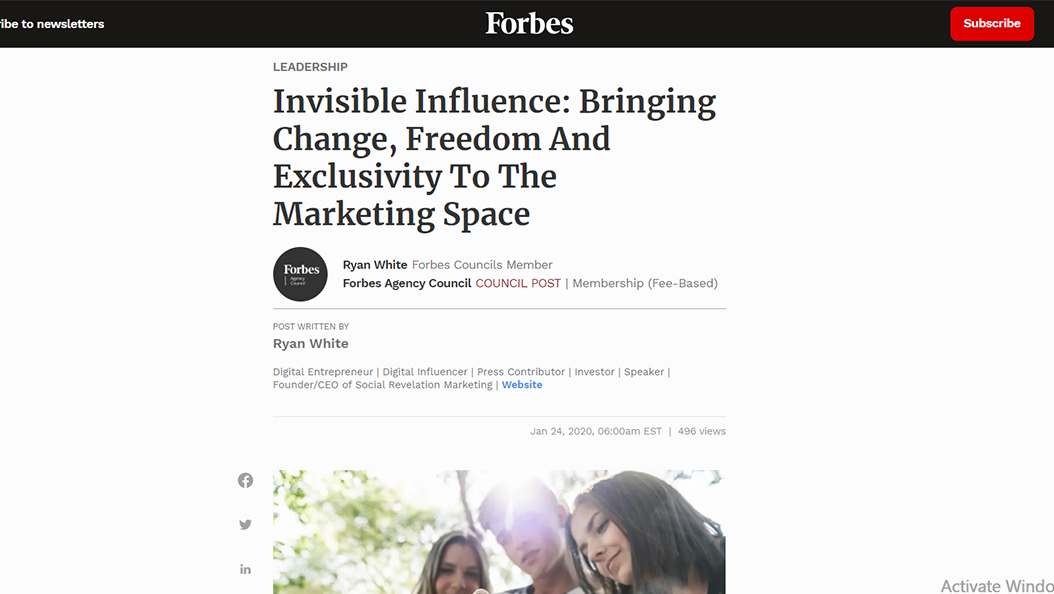 ibe to newsletters
Forbes
Subscribe
LEADERSHIP
Invisible Influence: Bringing
Change, Freedom And
Exclusivity To The
Marketing Space
Forbes
Agency
Council
Ryan White Forbes Councils Member
Forbes Agency Council COUNCIL POST | Membership (Fee-Based)
POST WRITTEN BY
Ryan White
Digital Entrepreneur | Digital Influencer | Press Contributor | Investor | Speaker |
Founder/CEO of Social Revelation Marketing | Website
Jan 24, 2020, 06:00am EST | 496 views
in
Activate Windo